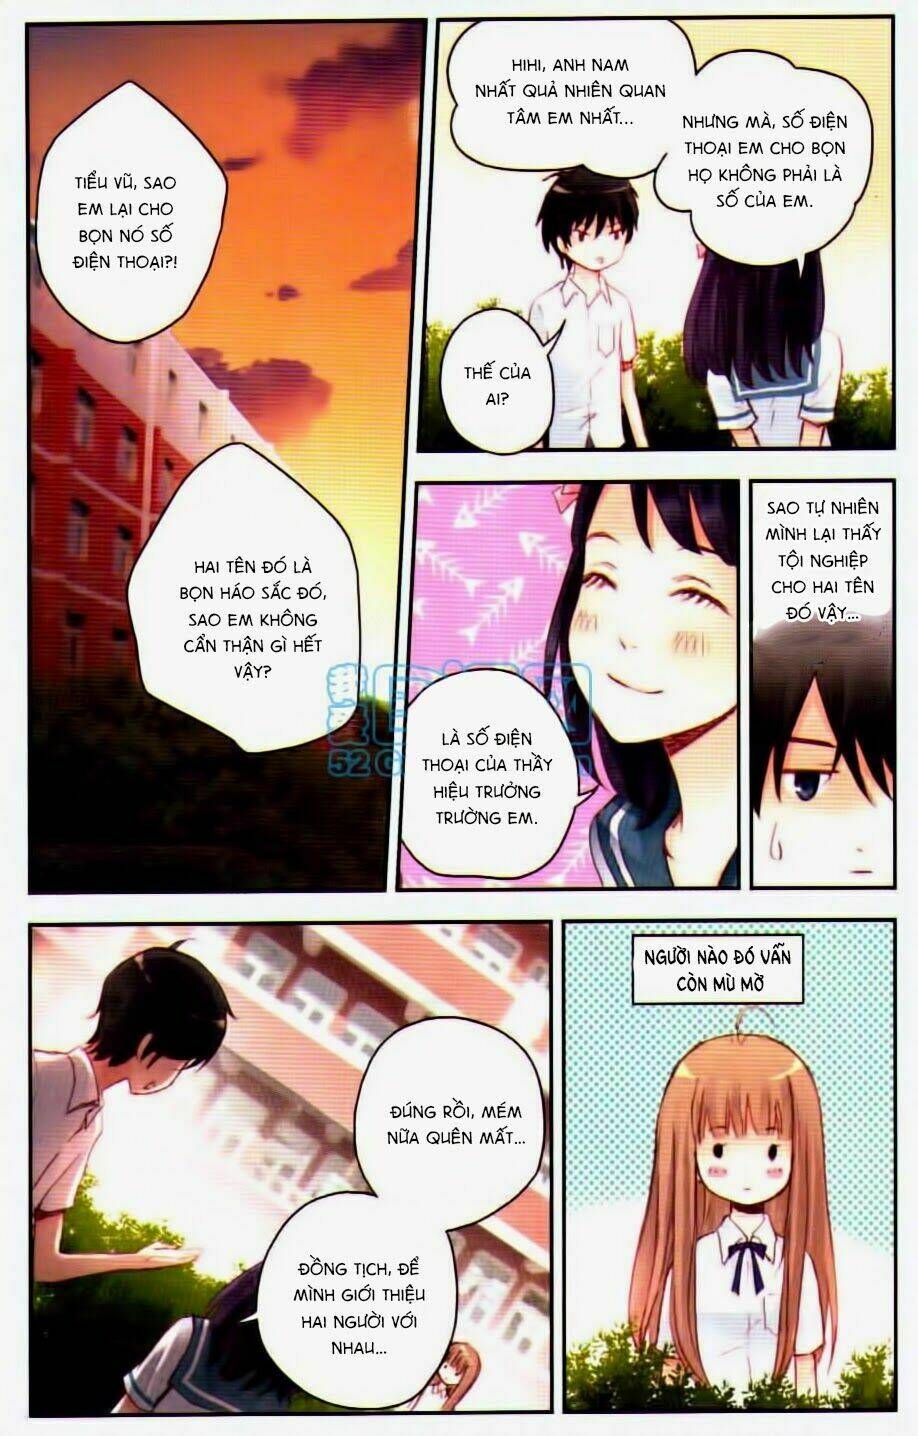 TIỂU VŨ, SAO
EM LẠI CHO
BỌN NÓ SỐ
ĐIỆN THOẠI?!
HAI TÊN ĐÓ LÀ
BỌN HÁO SẮC ĐÓ,
SAO EM KHÔNG
CẨN THẬN GÌ HẾT
VẬY?
HIHI, ANH NAM
NHẤT QUẢ NHIÊN QUAN
TÂM EM NHẤT...
NHƯNG MÀ, SỐ ĐIỆN
THOẠI EM CHO BỌN
HỌ KHÔNG PHẢI LÀ
SỐ CỦA EM.
THẾ CỦA
AI?
LÀ SỐ ĐIỆN
THOẠI CỦA THẦY
HIỆU TRƯỞNG
TRƯỜNG EM.
SAO TỰ NHIÊN
MÌNH LẠI THẤY
TỘI NGHIỆP
CHO HAI TÊN
ĐÓ VẬY...
52
ĐÚNG RỒI, MÉM
NỮA QUÊN MẤT...
ĐỒNG TỊCH, ĐỂ
MÌNH GIỚI THIỆU
HAI NGƯỜI VỚI
NHAU...
NGƯỜI NÀO ĐÓ VẪN
CÒN MÙ MỜ